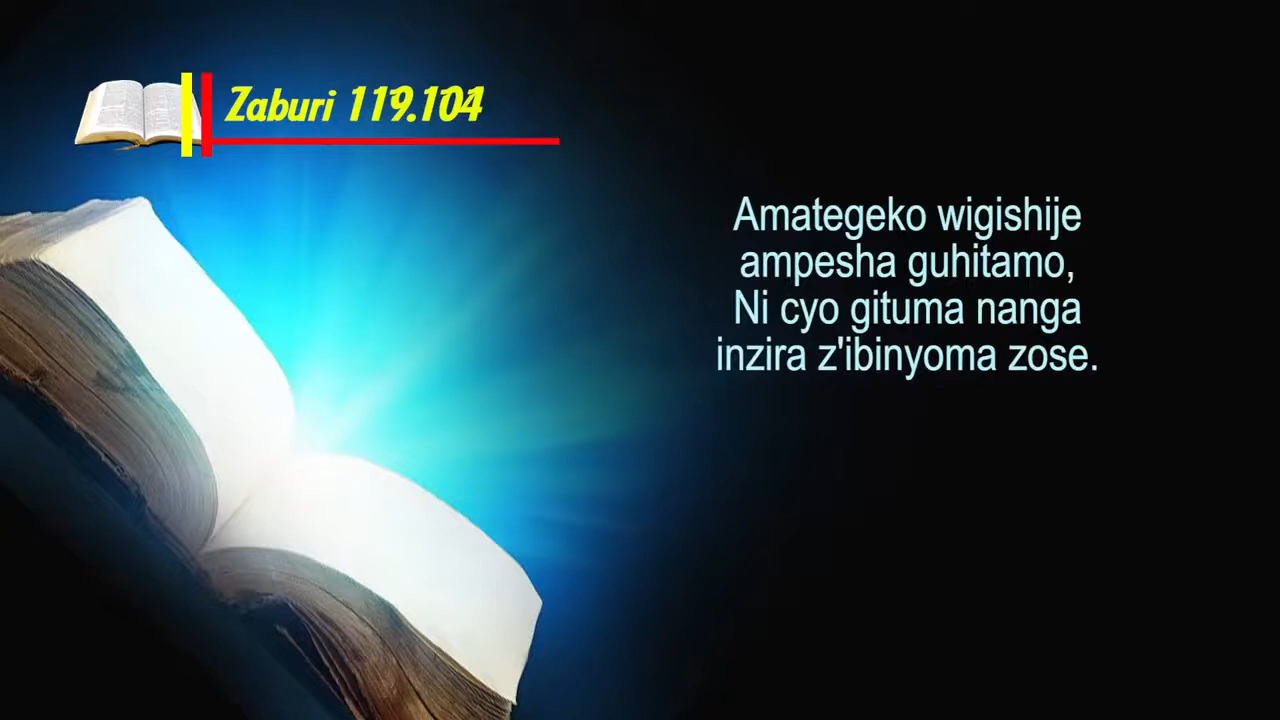 Zaburi 119.104
Amategeko wigishije
ampesha guhitamo,
Ni cyo gituma nanga
inzira z'ibinyoma zose.